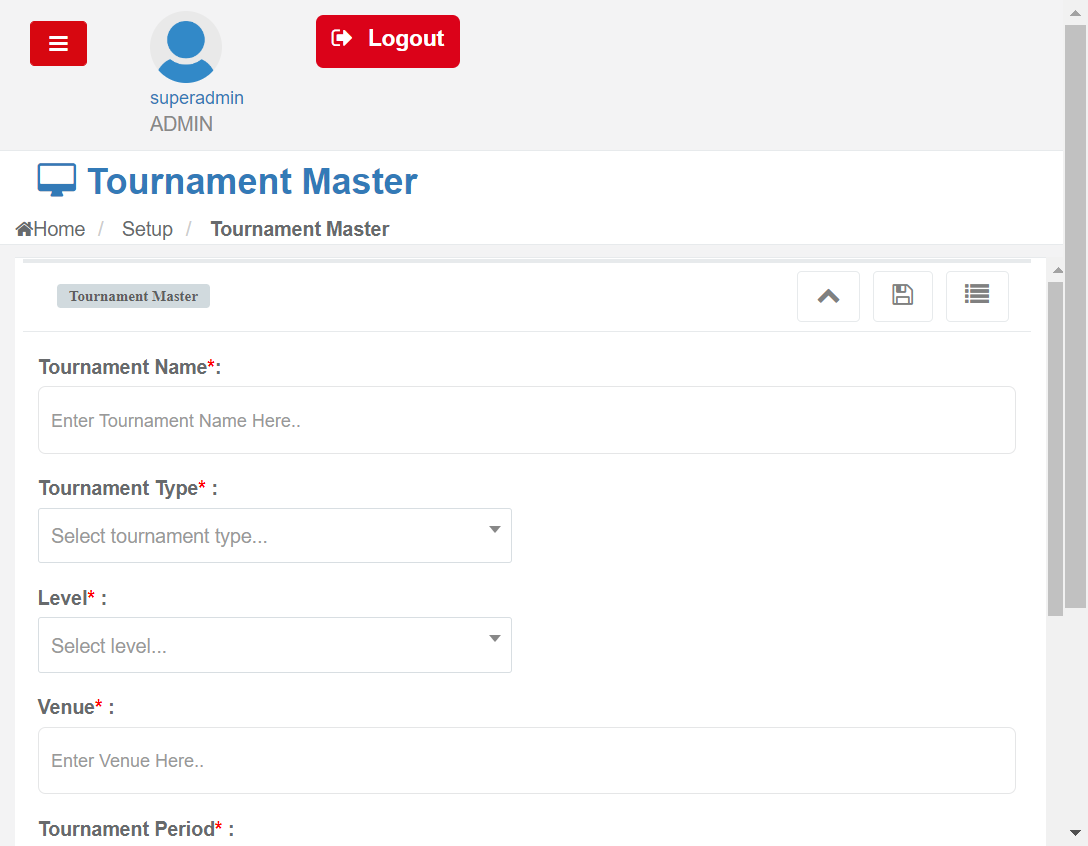 Logout
superadmin
ADMIN
Tournament Master
Home / Setup / Tournament Master
Tournament Master
Tournament Name*:
Enter Tournament Name Here..
Tournament Type* :
Select tournament type...
Level* :
Select level...
Venue* :
Enter Venue Here..
Tournament Period* :